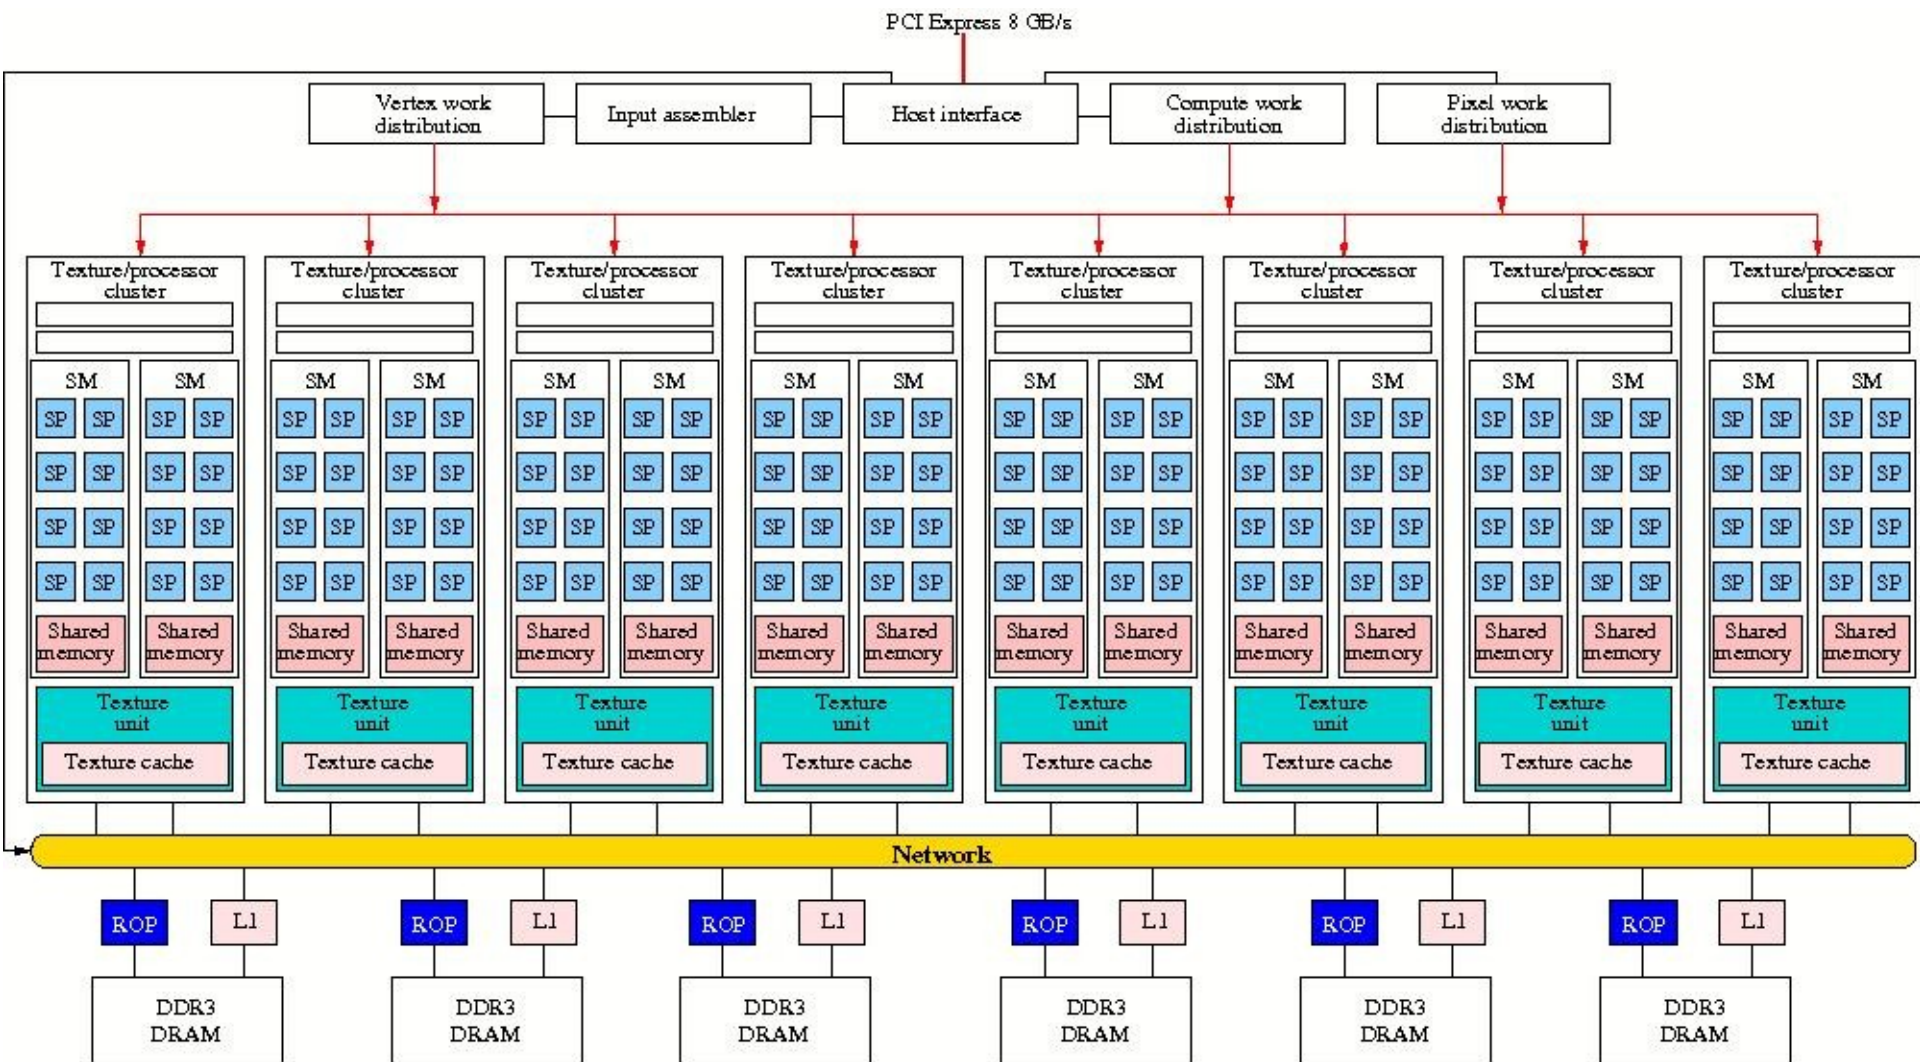 PCI Express 8 GB/s
Vertex work
distribution
Input assembler
Host interface
Compute work
distribution
Pixel work
distribution
Texture/processor
cluster
Texture/processor
cluster
Texture/processor
cluster
Texture/processor
cluster
Texture/processor
cluster
Texture/processor
cluster
Texture/processor
cluster
Texture/processor
cluster
SM SM SM SM SM SM SM SM SM SM SM SM SM SM SM SM
SP SP SP SP SP SP SP SP SP SP SP SP SP SP SP SP SP SP SP SP SP SP SP SP SP SP SP SP SP SP SP SP
SP SP SP SP SP SP SP SP SP SP SP SP SP SP SP SP SP SP SP SP SP SP SP SP SP SP SP SP SP SP SP SP
SP SP SP SP SP SP SP SP SP SP SP SP SP SP SP SP SP SP SP SP SP SP SP SP SP SP SP SP SP SP SP SP
SP SP SP SP SP SP SP SP SP SP SP SP SP SP SP SP SP SP SP SP SP SP SP SP SP SP SP SP SP SP SP SP
Shared
memory
Shared
memory
Shared
memory
Shared
memory
Shared
memory
Shared
memory
Shared
memory
Shared
memory
Shared
memory
Shared
memory
Shared
memory
Shared
memory
Shared
memory
Shared
memory
Shared
memory
Shared
memory
Texture
unit
Texture
unit
Texture
unit
Texture
unit
Texture
unit
Texture
unit
Texture
unit
Texture
unit
Texture cache Texture cache Texture cache Texture cache Texture cache Texture cache Texture cache Texture cache
Network
ROP L1 ROP L1 ROP L1 ROP L1 ROP L1 ROP L1
DDR3
DRAM
DDR3
DRAM
DDR3
DRAM
DDR3
DRAM
DDR3
DRAM
DDR3
DRAM